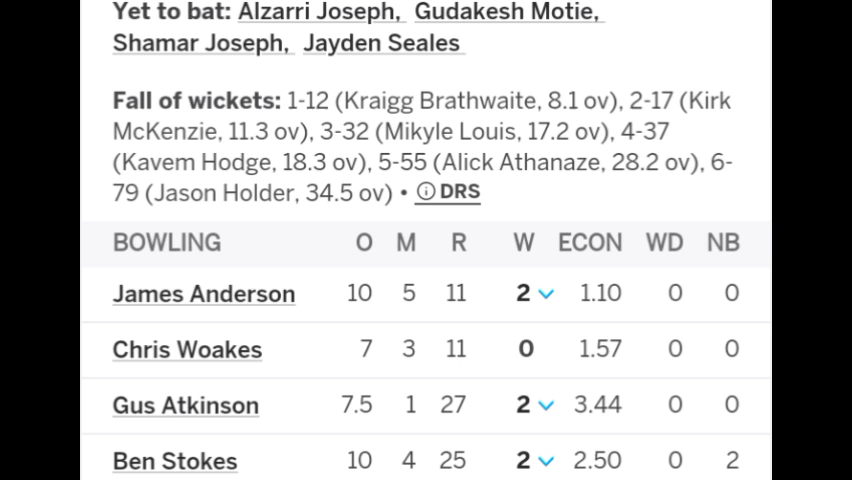 Yet to bat: Alzarri Joseph, Gudakesh Motie,
Shamar Joseph, Jayden Seales
Fall of wickets: 1-12 (Kraigg Brathwaite, 8.1 ov), 2-17 (Kirk
McKenzie, 11.3 ov), 3-32 (Mikyle Louis, 17.2 ov), 4-37
(Kavem Hodge, 18.3 ov), 5-55 (Alick Athanaze, 28.2 ov), 6-
79 (Jason Holder, 34.5 ov) • DRS
BOWLING O M R W ECON WD NB
James Anderson 10 5 11 2 1.10 0 0
Chris Woakes 7 3 11 0 1.57 0 0
Gus Atkinson 7.5 1 27 2 3.44 0 0
Ben Stokes 10 4 25 2 2.50 0 2